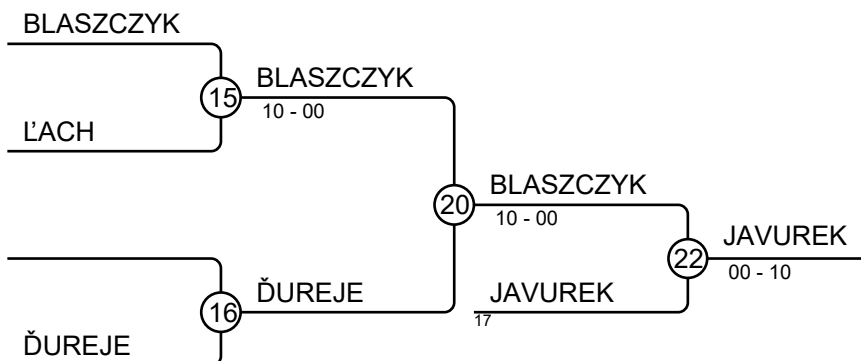 BLASZCZYK
15
BLASZCZYK
10 - 00
ĽACH
20
BLASZCZYK
10 - 00
22
JAVUREK
00 - 10
16
ĎUREJE
JAVUREK
17
ĎUREJE